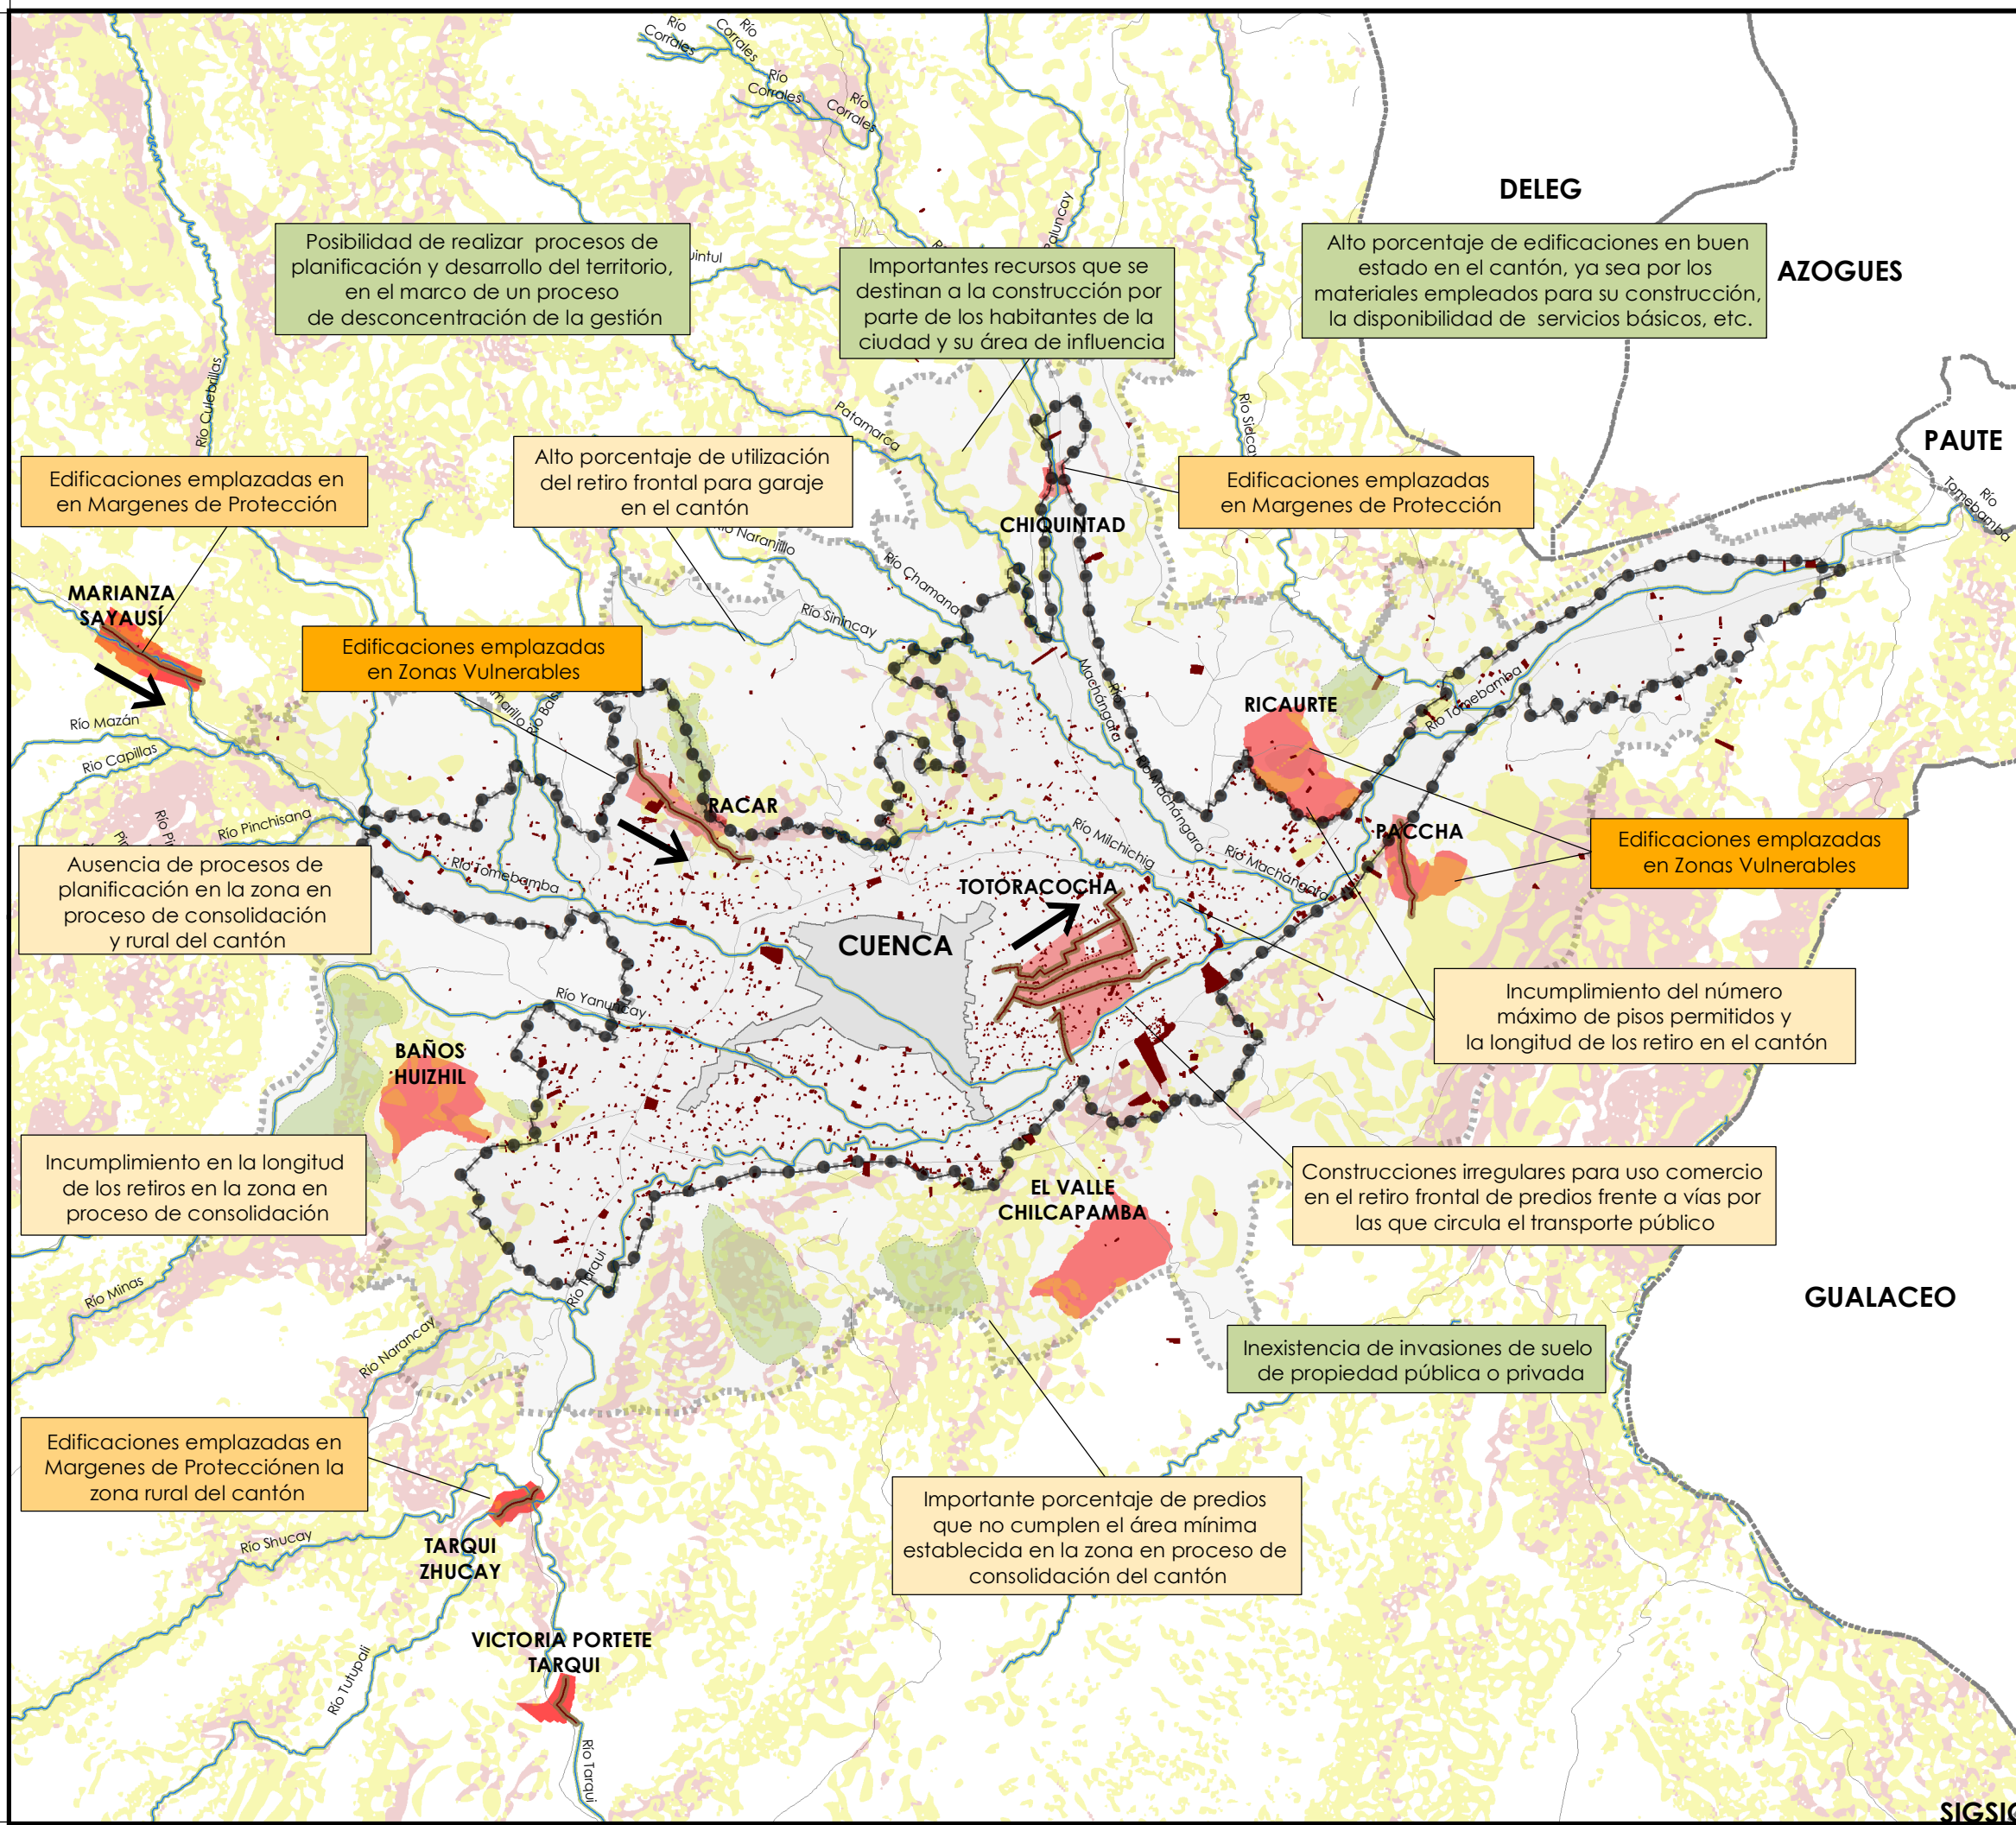 Río
Corrales
Río
Corrales
Río
Corrales
Río
Corrales
DELEG
Posibilidad de realizar procesos de
planificación y desarrollo del territorio,
en el marco de un proceso
de desconcentración de la gestión
Importantes recursos que se
destinan a la construcción por
parte de los habitantes de la
ciudad y su área de influencia
Alto porcentaje de edificaciones en buen
estado en el cantón, ya sea por los
materiales empleados para su construcción,
la disponibilidad de servicios básicos, etc.
AZOGUES
Río Culebrillas
Patamarca
Río Sidcay
PAUTE
Río
Tomebamba
Edificaciones emplazadas en
en Margenes de Protección
Alto porcentaje de utilización
del retiro frontal para garaje
en el cantón
Edificaciones emplazadas
en Margenes de Protección
CHIQUINTAD
Río Naranjillo
Río Chamana
Río Sinincay
MARIANZA
SAYAUSÍ
Edificaciones emplazadas
en Zonas Vulnerables
Río
Machángara
Río Mazán
Río Capillas
RICAURTE
Río Tomebamba
RACAR
Río Machángara
Río Pinchisana
Río Milchichig
PACCHA
Edificaciones emplazadas
en Zonas Vulnerables
Ausencia de procesos de
planificación en la zona en
proceso de consolidación
y rural del cantón
Río Tomebamba
Río Machángara
TOTORACOCHA
CUENCA
Río Yanuncay
Incumplimiento del número
máximo de pisos permitidos y
la longitud de los retiro en el cantón
BAÑOS
HUIZHIL
Incumplimiento en la longitud
de los retiros en la zona en
proceso de consolidación
Construcciones irregulares para uso comercio
en el retiro frontal de predios frente a vías por
las que circula el transporte público
EL VALLE
CHILCAPAMBA
Río Minas
Río Tarqui
GUALACEO
Río Narancay
Inexistencia de invasiones de suelo
de propiedad pública o privada
Edificaciones emplazadas en
Margenes de Protecciónen la
zona rural del cantón
Importante porcentaje de predios
que no cumplen el área mínima
establecida en la zona en proceso de
consolidación del cantón
Río Shucay
TARQUI
ZHUCAY
VICTORIA PORTETE
TARQUI
Río Tutupali
Río Tarqui